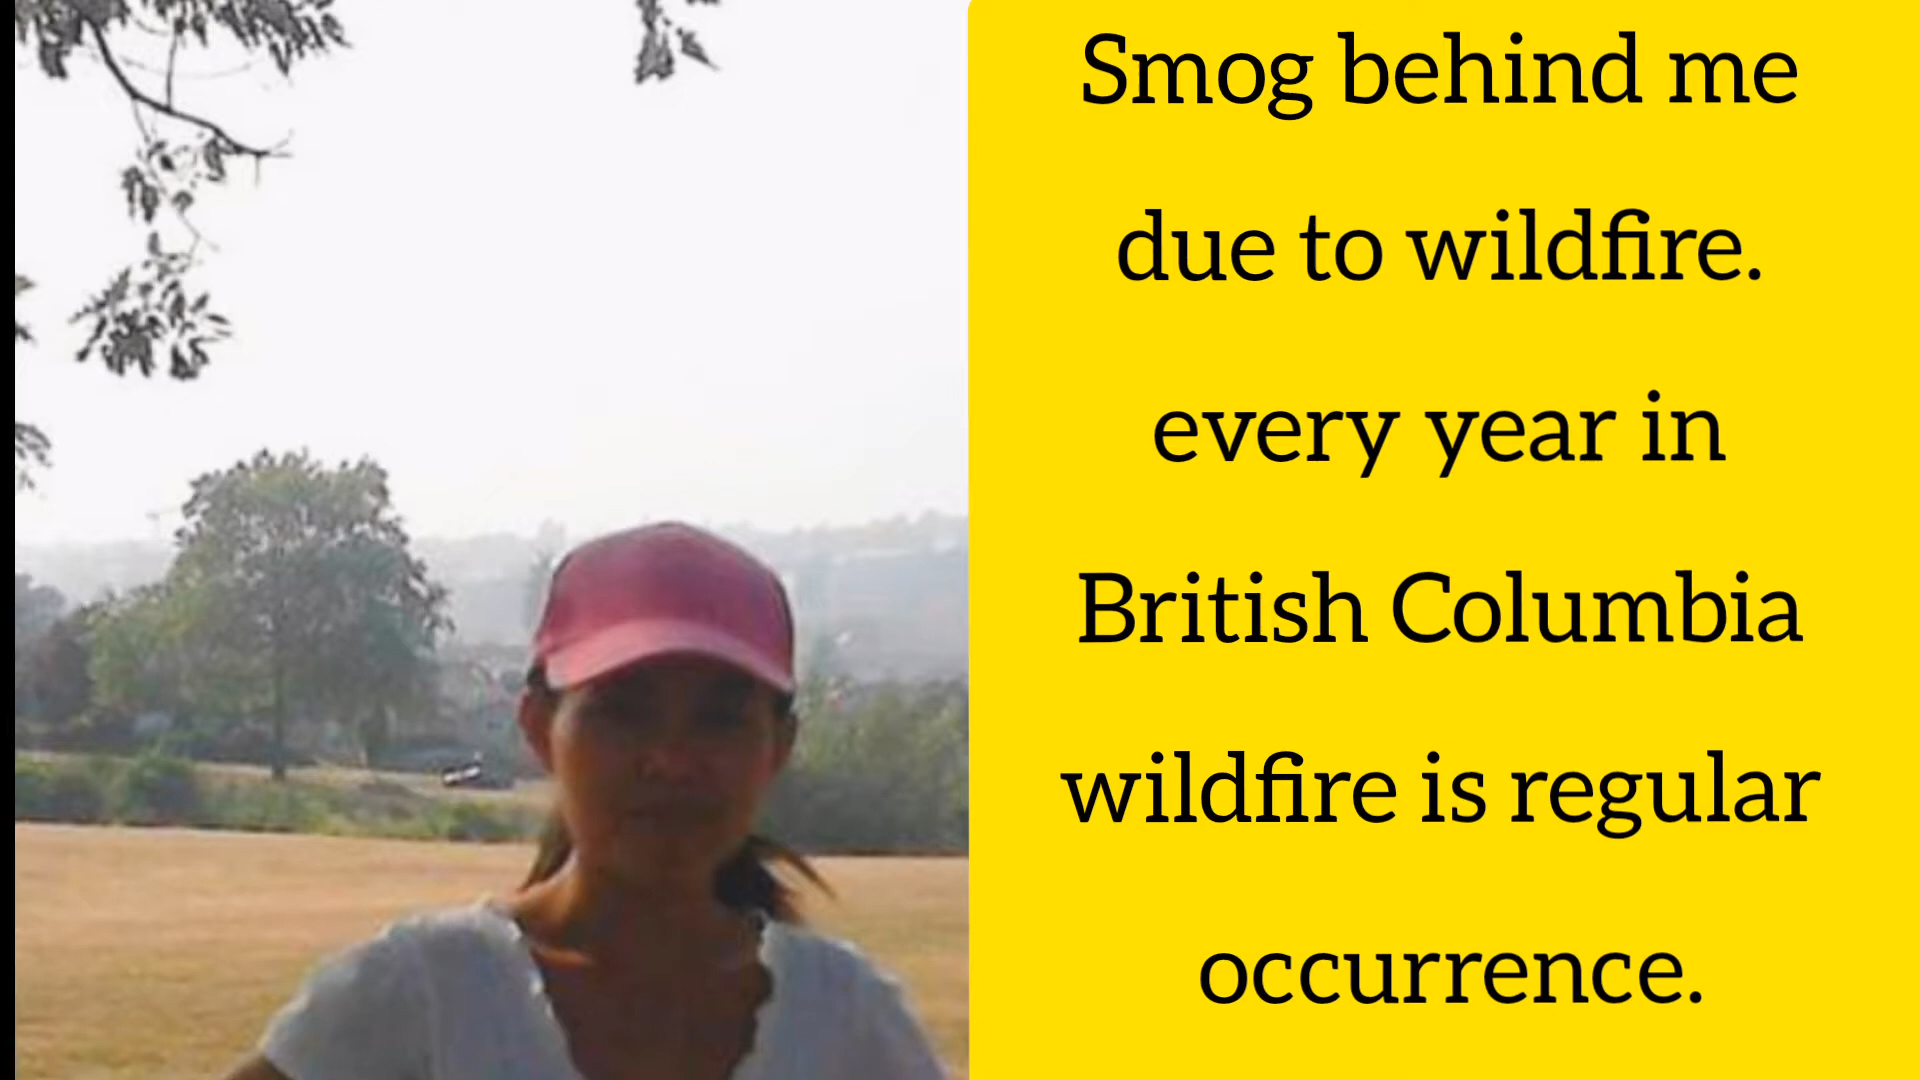 Smog behind me
due to wildfire.
every year in
British Columbia
wildfire is regular
occurrence.